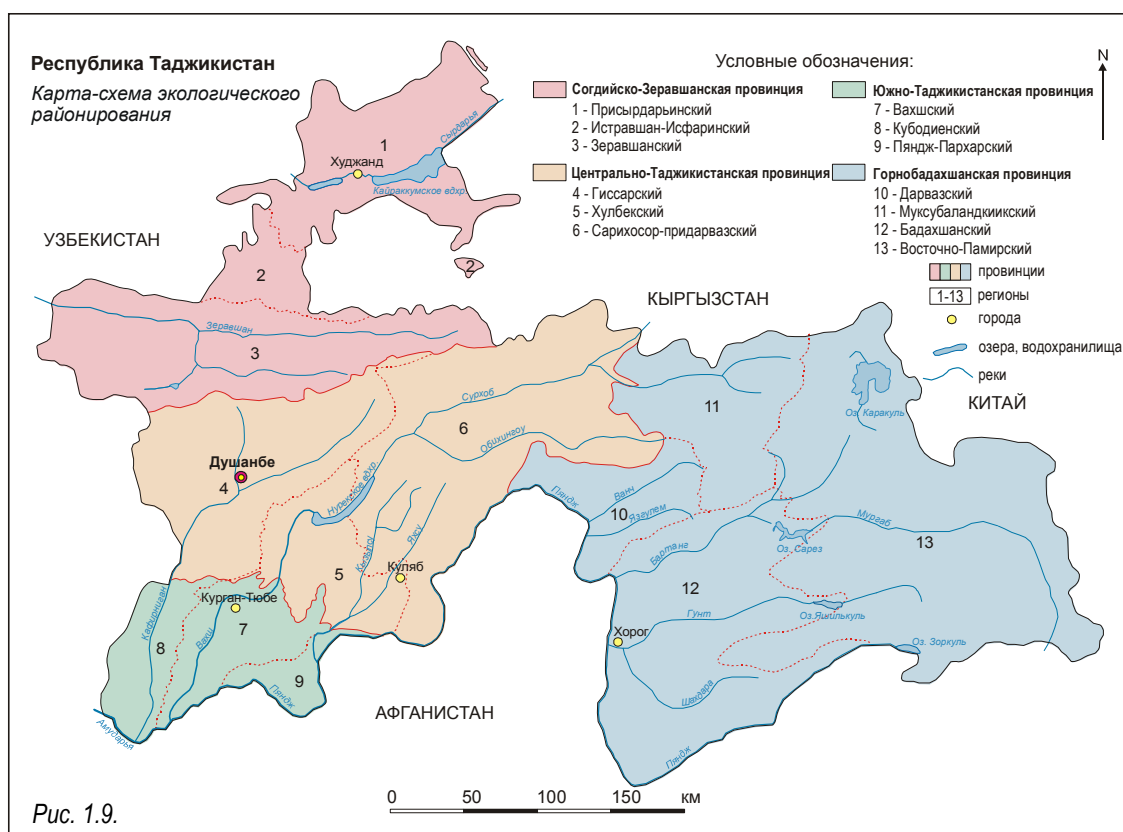 Республика Таджикистан
Карта-схема экологического
районирования
Условные обозначения:
Согдийско-Зеравшанская провинция
1 - Присырдарьинский
2 - Истравшан-Исфаринский
3 - Зеравшанский
Центрально-Таджикистанская провинция
4 - Гиссарский
5 - Хулбекский
6 - Сарихосор-придарвазский
Южно-Таджикистанская провинция
7 - Вахшский
8 - Кубодиенский
9 - Пяндж-Пархарский
Горнобадахшанская провинция
10 - Дарвазский
11 - Муксубаландкиикский
12 - Бадахшанский
13 - Восточно-Памирский
провинции
1-13 регионы
города
озера, водохранилища
реки
N
1
Сырдарья
Худжанд
Кайраккумское вдхр.
УЗБЕКИСТАН
2
2
КЫРГЫЗСТАН
Зеравшан
3
КИТАЙ
Оз. Каракуль
11
Сурхоб
6
Обихингоу
Душанбе
4
Нурекское вдхр.
Пяндж
Ванч
10
Язгулем
Мургаб
13
Бартанг
Оз. Сарез
Кызылсу
Яхсу
5
Куляб
12
Курган-Тюбе
Кафирниган
7
Вахш
8
9
Пяндж
Гунт
Оз.Яшилькуль
Хорог
Оз. Зоркуль
Шахдара
Пяндж
АФГАНИСТАН
Амударья
0 50 100 150 км
Рис. 1.9.